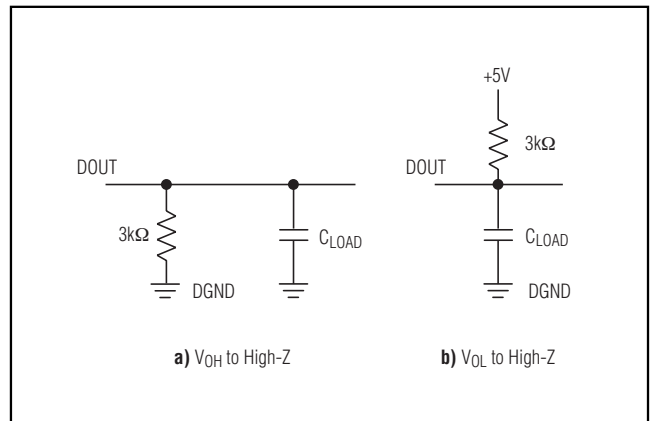 DOUT
3kΩ
DGND
CLOAD
a) VOH to High-Z
+5V
3kΩ
DOUT
CLOAD
DGND
b) VOL to High-Z